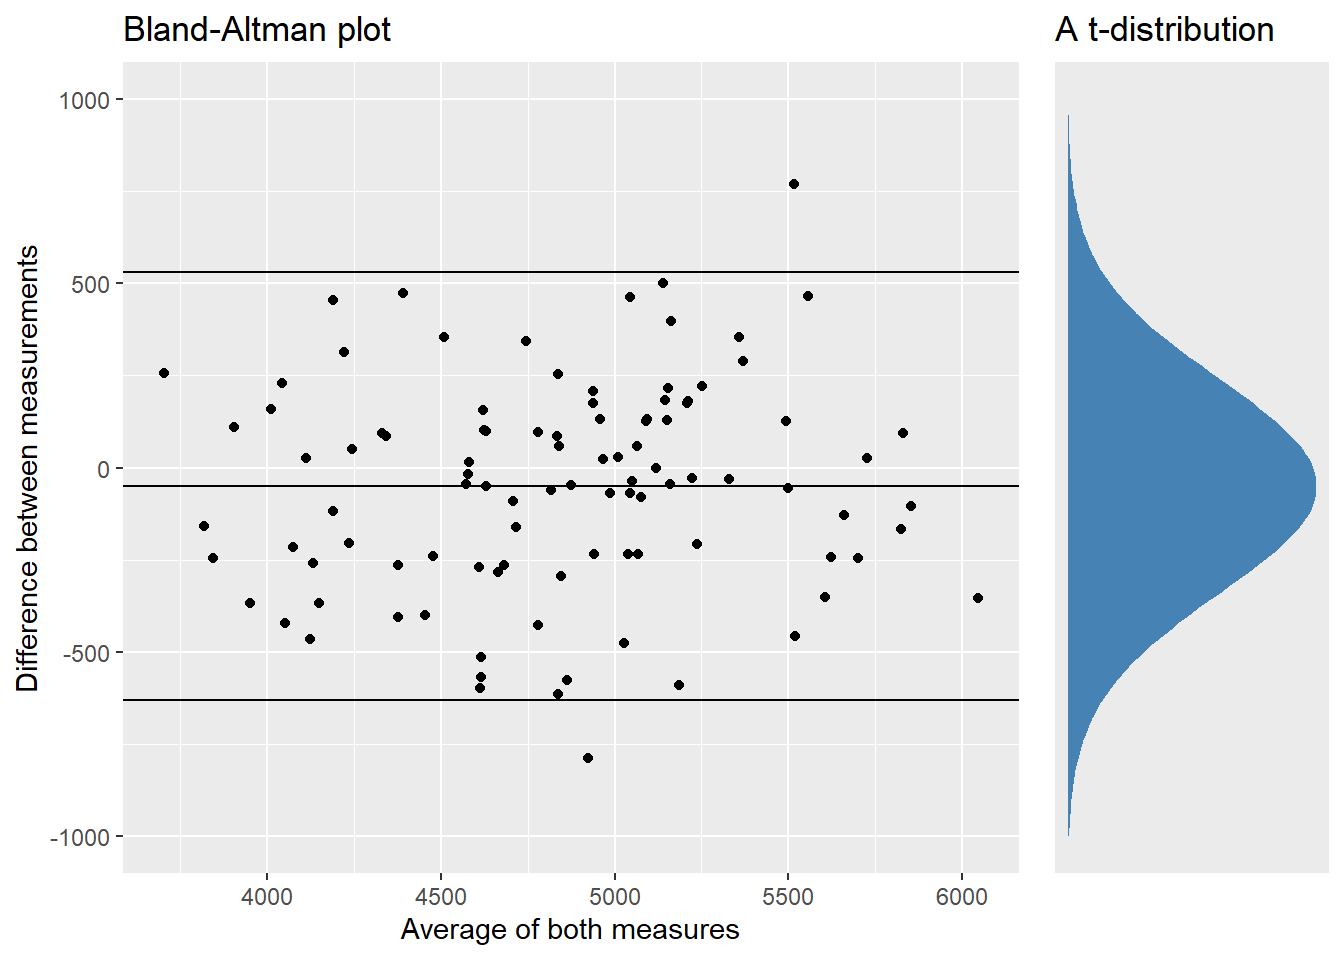 Bland-Altman plot
A t-distribution
Difference between measurements
1000
500
0
-500
-1000
4000 4500 5000 5500 6000
Average of both measures